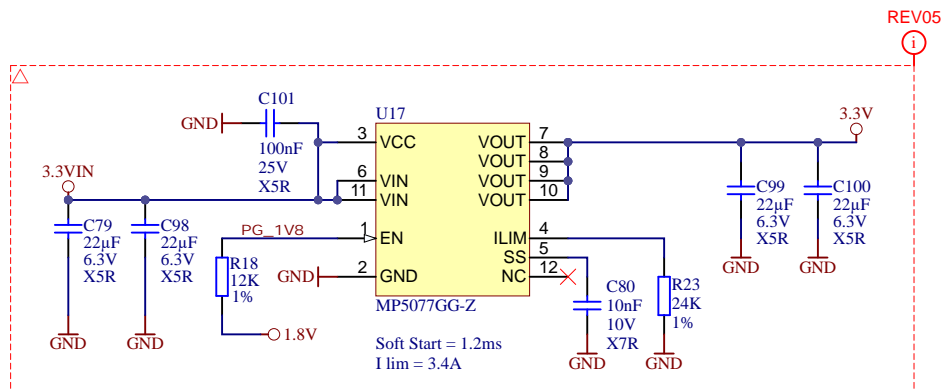 REV05
i
C101
GND
100nF
25V
X5R
U17
3 VCC
6 VIN
11 VIN
1 EN
2 GND
VOUT 7
VOUT 8
VOUT 9
VOUT 10
ILIM 4
SS 5
NC 12
MP5077GG-Z
3.3V
3.3VIN
C79
22µF
6.3V
X5R
GND
C98
22µF
6.3V
X5R
GND
PG_1V8
R18
12K
1%
1.8V
GND
C99
22µF
6.3V
X5R
GND
C100
22µF
6.3V
X5R
GND
C80
10nF
10V
X7R
GND
R23
24K
1%
GND
Soft Start = 1.2ms
I lim = 3.4A